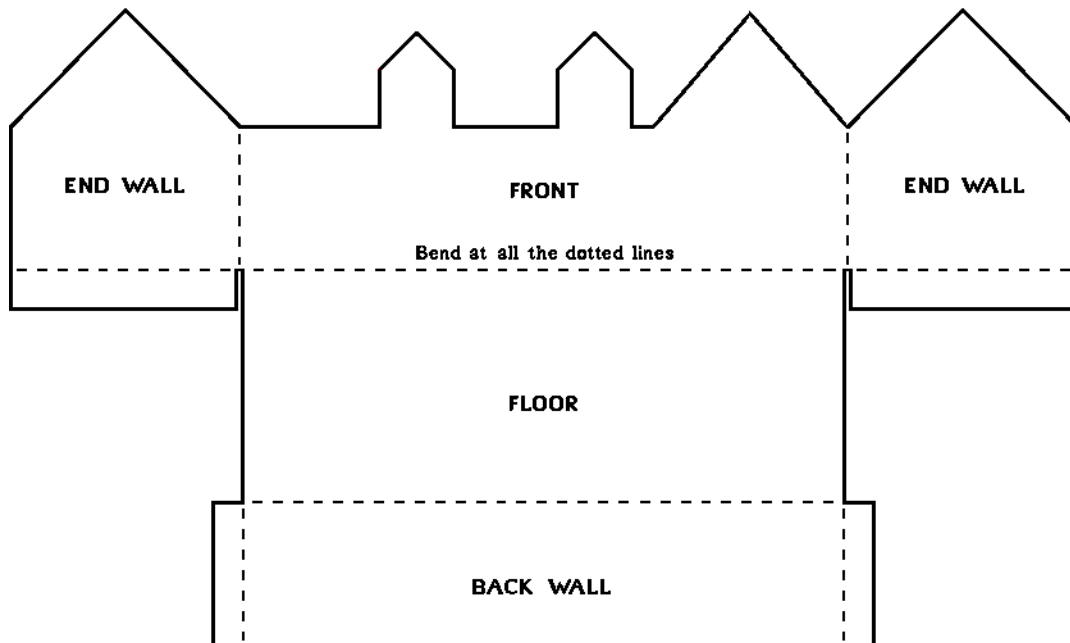 END WALL
FRONT
END WALL
Bend at all the dotted lines
FLOOR
BACK WALL